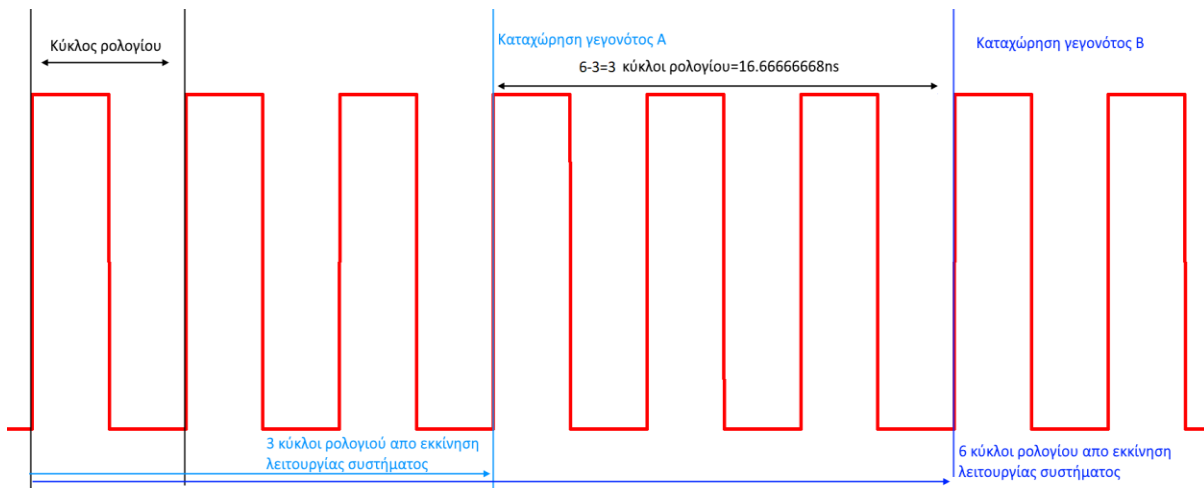 Κύκλος ρολογίου
Καταχώρηση γεγονότος Α
6-3=3 κύκλοι ρολογίου=16.66666668ns
Καταχώρηση γεγονότος Β
3 κύκλοι ρολογιού απο εκκίνηση
λειτουργίας συστήματος
6 κύκλοι ρολογίου απο εκκίνηση
λειτουργίας συστήματος